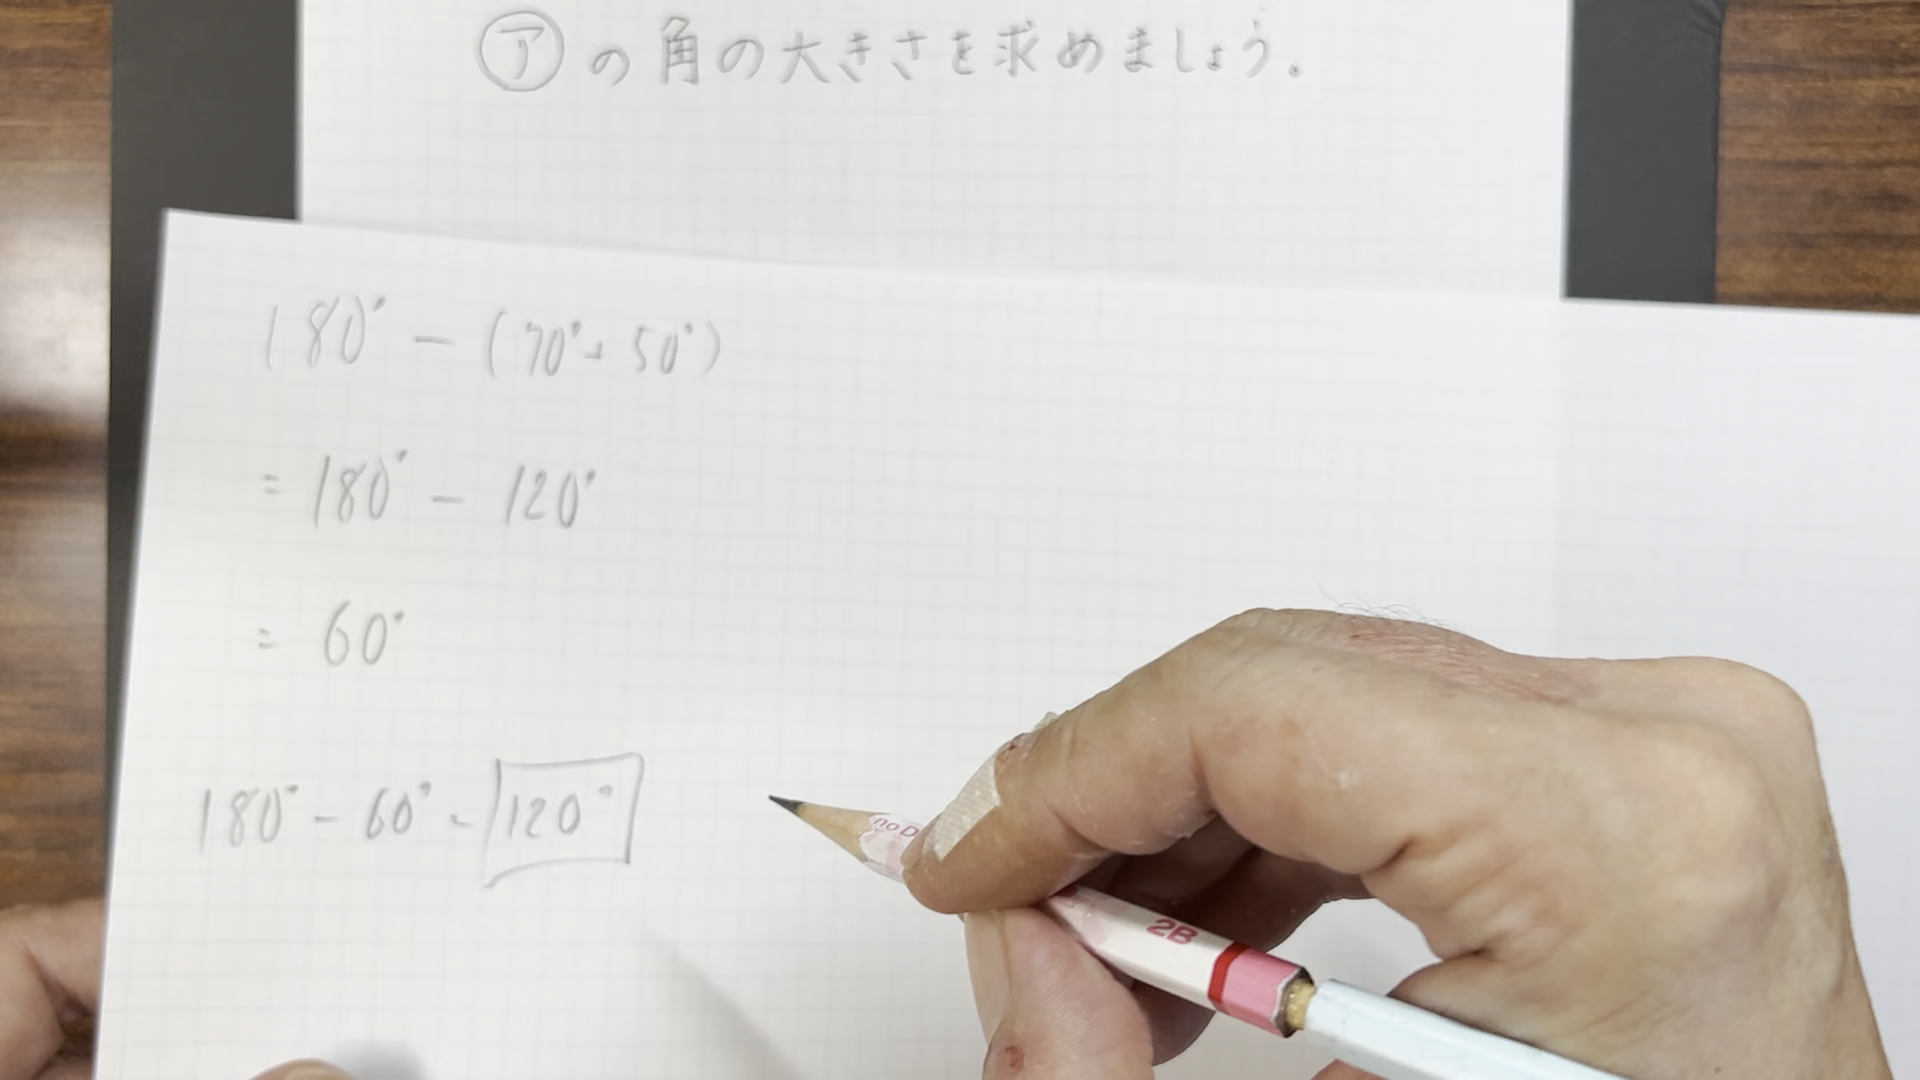 ㋐の角の大きさを求めましょう.
180° - (70° + 50°)
= 180° - 120°
= 60°
180° - 60° = 120°
2B